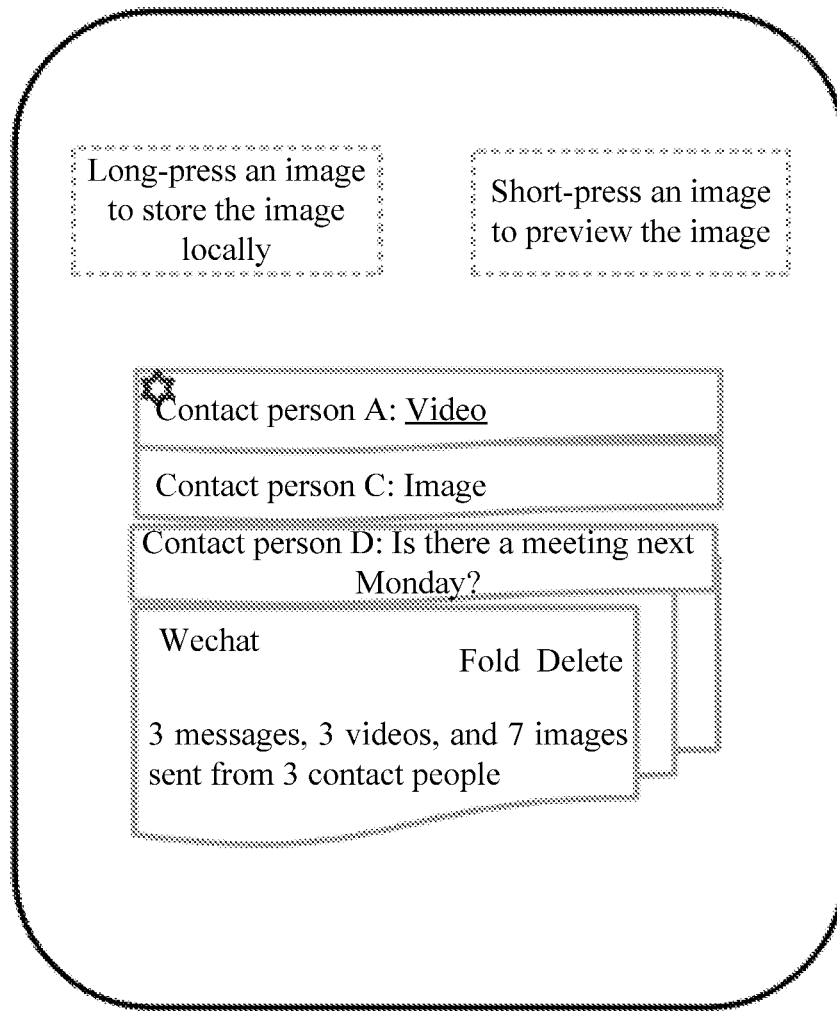 Long-press an image
to store the image
locally
Short-press an image
to preview the image
Contact person A: Video
Contact person C: Image
Contact person D: Is there a meeting next
Monday?
Wechat
Fold Delete
3 messages, 3 videos, and 7 images
sent from 3 contact people